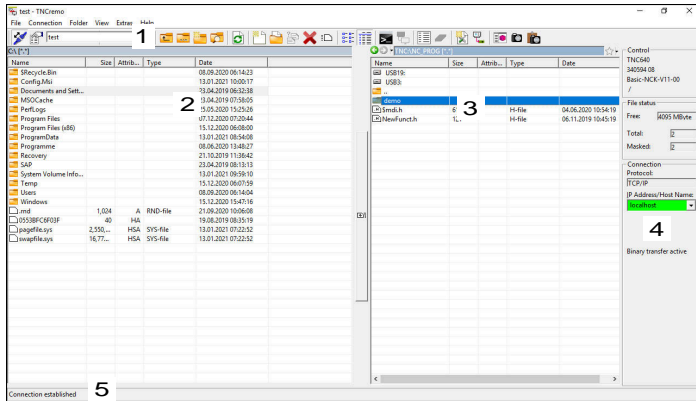 test - TNCremo
File Connection Folder View Extras Help
test
1
C:\ [*.*]
Name Size Attrib... Type Date
$Recycle.Bin 08.09.2020 06:14:23
Config.Msi 13.01.2021 10:00:17
Documents and Sett... 23.04.2019 06:32:38
MSOCache 13.04.2019 07:58:05
PerfLogs 15.05.2020 15:25:26
Program Files 07.12.2020 07:20:44
Program Files (x86) 15.12.2020 06:08:00
ProgramData 13.01.2021 08:54:08
Programme 08.06.2020 13:48:27
Recovery 21.10.2019 11:36:42
SAP 23.04.2019 08:13:13
System Volume Info... 13.01.2021 09:59:10
Temp 15.12.2020 06:07:59
Users 08.09.2020 06:14:04
Windows 15.12.2020 15:47:16
.rnd 1,024 A RND-file 21.09.2020 10:06:08
0553BFC6F03F 40 HA 19.08.2019 08:35:19
pagefile.sys 2,550,... HSA SYS-file 13.01.2021 07:22:52
swapfile.sys 16,77... HSA SYS-file 13.01.2021 07:22:52
2
TNC:\NC_PROG [*.*]
Name Size Attrib... Type Date
USB19:
USB3:
..
demo
Smdi.h H-file 04.06.2020 10:54:19
NewFunct.h H-file 06.11.2019 10:45:19
3
Control
TNC640
340594 08
Basic-NCK-V11-00
/
File status
Free: 4095 MByte
Total: 2
Masked: 2
Connection
Protocol:
TCP/IP
IP Address/Host Name:
localhost
4
Binary transfer active
Connection established
5